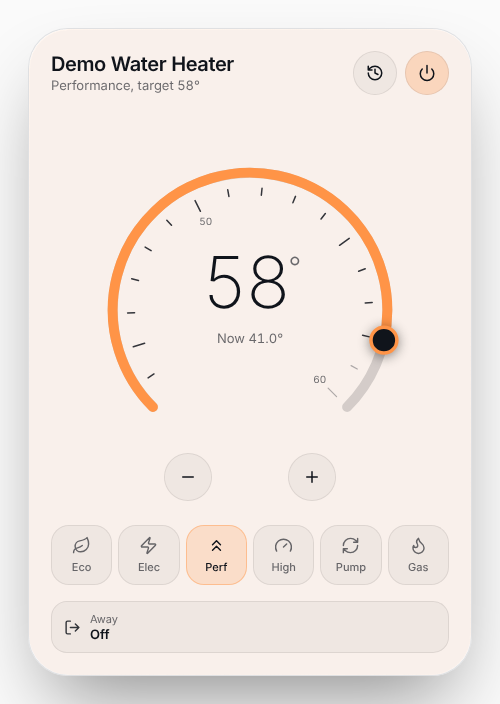 Demo Water Heater
Performance, target 58°
50
58°
Now 41.0°
60
Eco
Elec
Perf
High
Pump
Gas
Away
Off